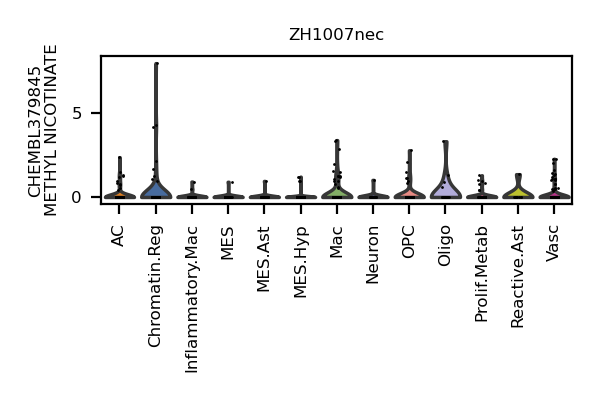 ZH1007nec
CHEMBL379845
METHYL NICOTINATE
5
0
AC
Chromatin.Reg
Inflammatory.Mac
MES
MES.Ast
MES.Hyp
Mac
Neuron
OPC
Oligo
Prolif.Metab
Reactive.Ast
Vasc